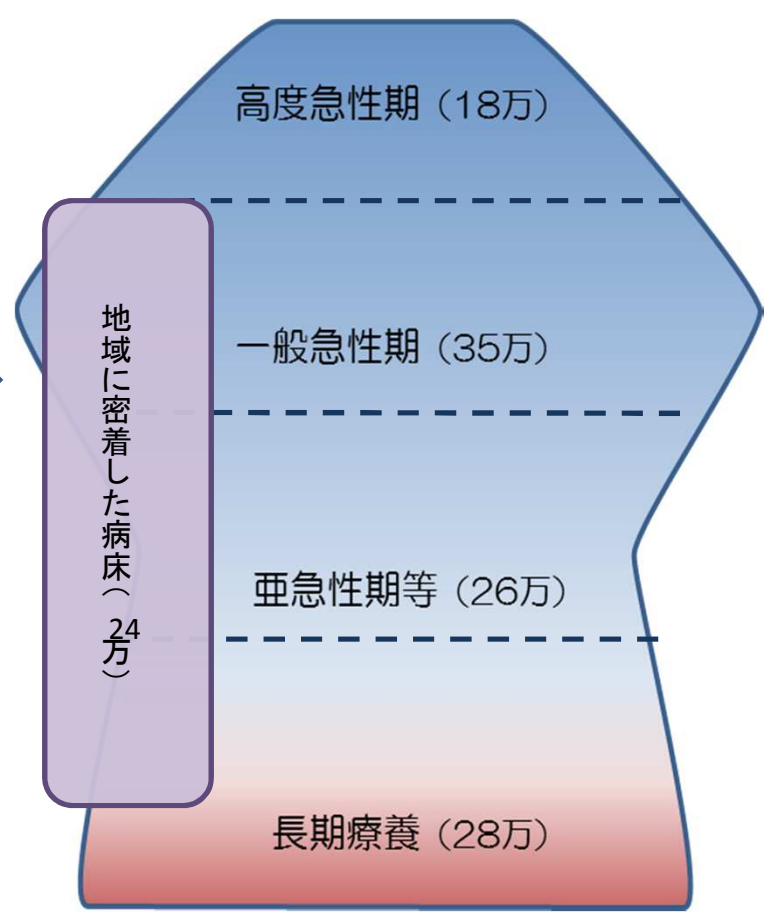 高度急性期（18万）
一般急性期（35万）
亜急性期等（26万）
長期療養（28万）
地域に密着した病床（24万）